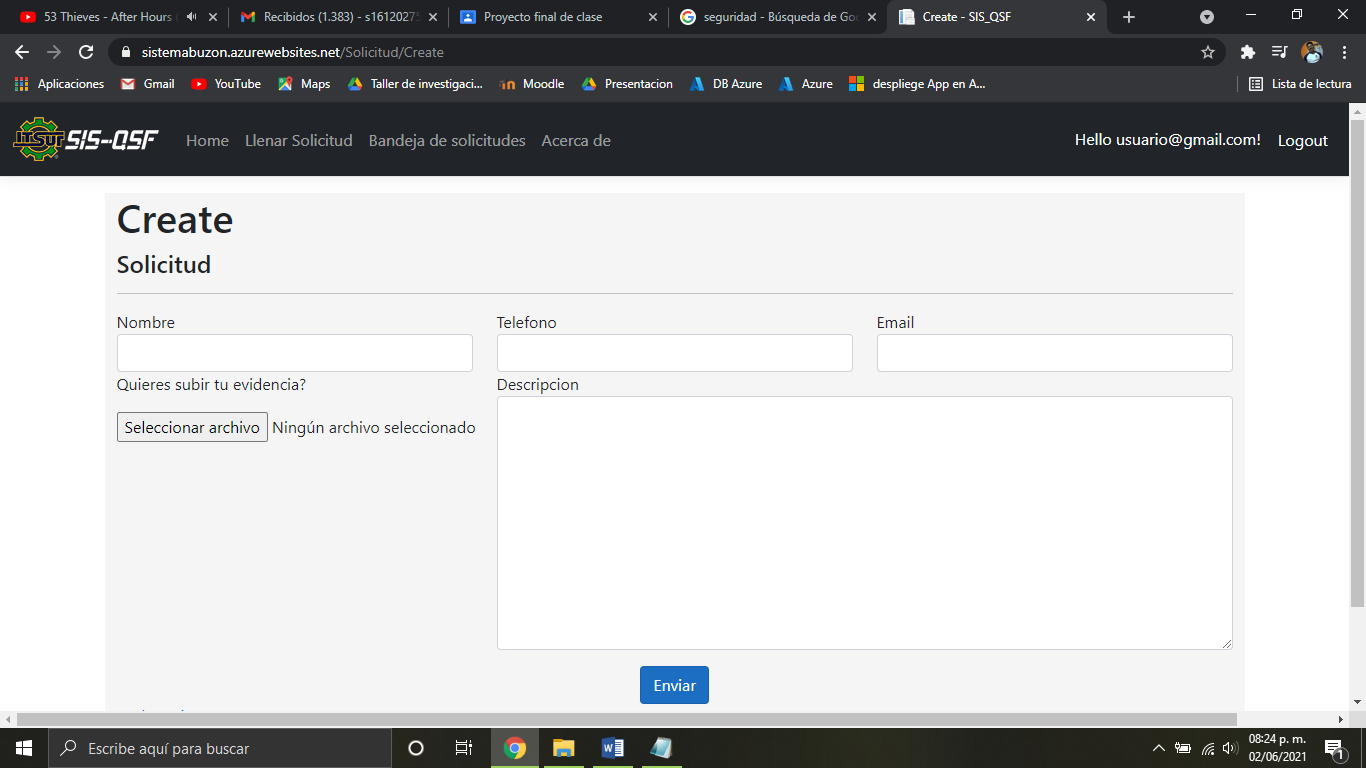 53 Thieves - After Hours
Recibidos (1.383) - s1612027
Proyecto final de clase
seguridad - Búsqueda de Goo
Create - SIS_QSF
sistemabuzon.azurewebsites.net/Solicitud/Create
Aplicaciones
Gmail
YouTube
Maps
Taller de investigaci...
Moodle
Presentacion
DB Azure
Azure
despliege App en A...
Lista de lectura
ITSUR SIS-QSF
Home
Llenar Solicitud
Bandeja de solicitudes
Acerca de
Hello usuario@gmail.com!
Logout
Create
Solicitud
Nombre
Telefono
Email
Quieres subir tu evidencia?
Descripcion
Seleccionar archivo Ningún archivo seleccionado
Enviar
Escribe aquí para buscar
08:24 p. m.
02/06/2021
1